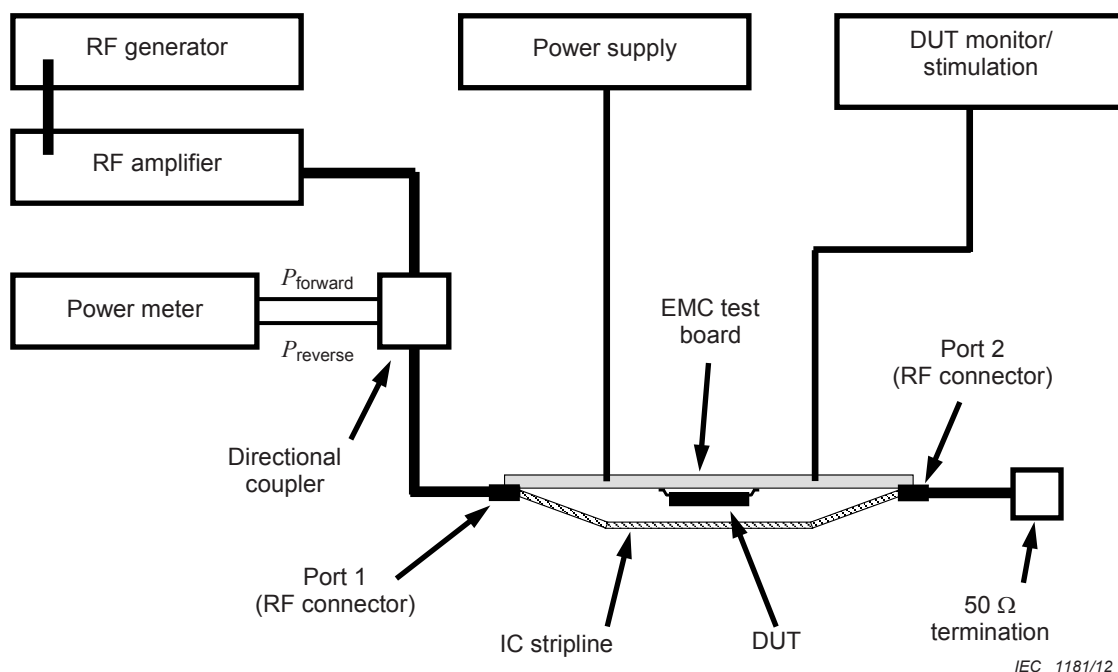 RF generator
Power supply
DUT monitor/
stimulation
RF amplifier
Power meter
Pforward
Preverse
EMC test
board
Port 2
(RF connector)
Directional
coupler
Port 1
(RF connector)
IC stripline
DUT
50 Ω
termination
IEC 1181/12